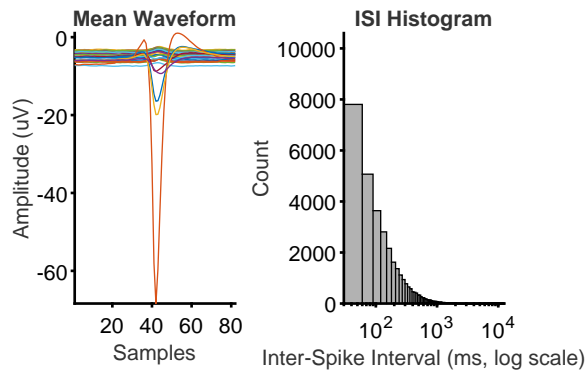 Mean Waveform
0
-20
-40
-60
Amplitude (uV)
20 40 60 80
Samples
ISI Histogram
10000
8000
6000
4000
2000
0
Count
10^2 10^3 10^4
Inter-Spike Interval (ms, log scale)